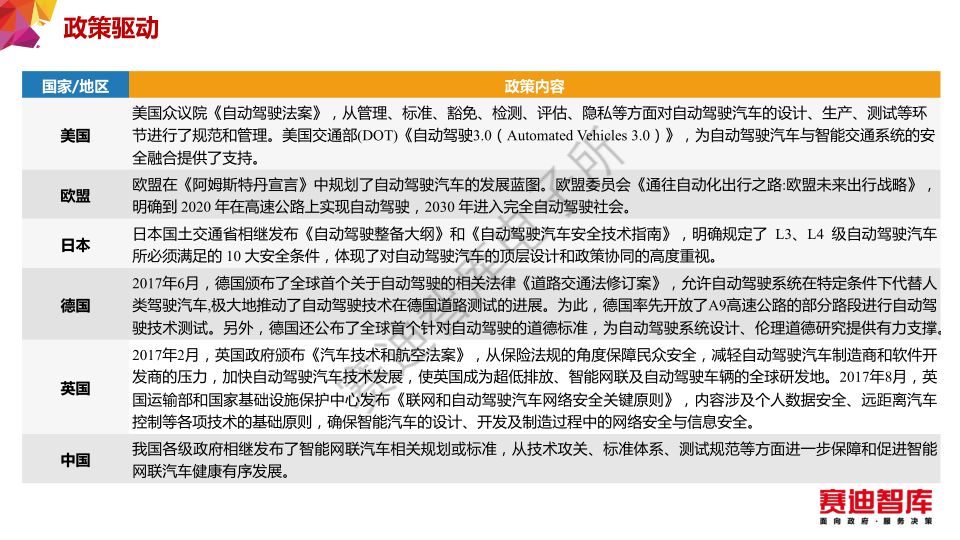 政策驱动
国家/地区
政策内容
美国
美国众议院《自动驾驶法案》，从管理、标准、豁免、检测、评估、隐私等方面对自动驾驶汽车的设计、生产、测试等环
节进行了规范和管理。美国交通部(DOT)《自动驾驶3.0（Automated Vehicles 3.0）》，为自动驾驶汽车与智能交通系统的安
全融合提供了支持。
欧盟
欧盟在《阿姆斯特丹宣言》中规划了自动驾驶汽车的发展蓝图。欧盟委员会《通往自动化出行之路:欧盟未来出行战略》，
明确到 2020 年在高速公路上实现自动驾驶，2030 年进入完全自动驾驶社会。
日本
日本国土交通省相继发布《自动驾驶整备大纲》和《自动驾驶汽车安全技术指南》，明确规定了 L3、L4 级自动驾驶汽车
所必须满足的 10 大安全条件，体现了对自动驾驶汽车的顶层设计和政策协同的高度重视。
德国
2017年6月，德国颁布了全球首个关于自动驾驶的相关法律《道路交通法修订案》，允许自动驾驶系统在特定条件下代替人
类驾驶汽车,极大地推动了自动驾驶技术在德国道路测试的进展。为此，德国率先开放了A9高速公路的部分路段进行自动驾
驶技术测试。另外，德国还公布了全球首个针对自动驾驶的道德标准，为自动驾驶系统设计、伦理道德研究提供有力支撑。
英国
2017年2月，英国政府颁布《汽车技术和航空法案》，从保险法规的角度保障民众安全，减轻自动驾驶汽车制造商和软件开
发商的压力，加快自动驾驶汽车技术发展，使英国成为超低排放、智能网联及自动驾驶车辆的全球研发地。2017年8月，英
国运输部和国家基础设施保护中心发布《联网和自动驾驶汽车网络安全关键原则》，内容涉及个人数据安全、远距离汽车
控制等各项技术的基础原则，确保智能汽车的设计、开发及制造过程中的网络安全与信息安全。
中国
我国各级政府相继发布了智能网联汽车相关规划或标准，从技术攻关、标准体系、测试规范等方面进一步保障和促进智能
网联汽车健康有序发展。
赛迪智库电子所
赛迪智库
面向政府·服务决策